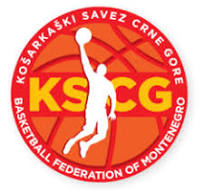 KOŠARKAŠKI SAVEZ CRNE GORE
KSCG
BASKETBALL FEDERATION OF MONTENEGRO